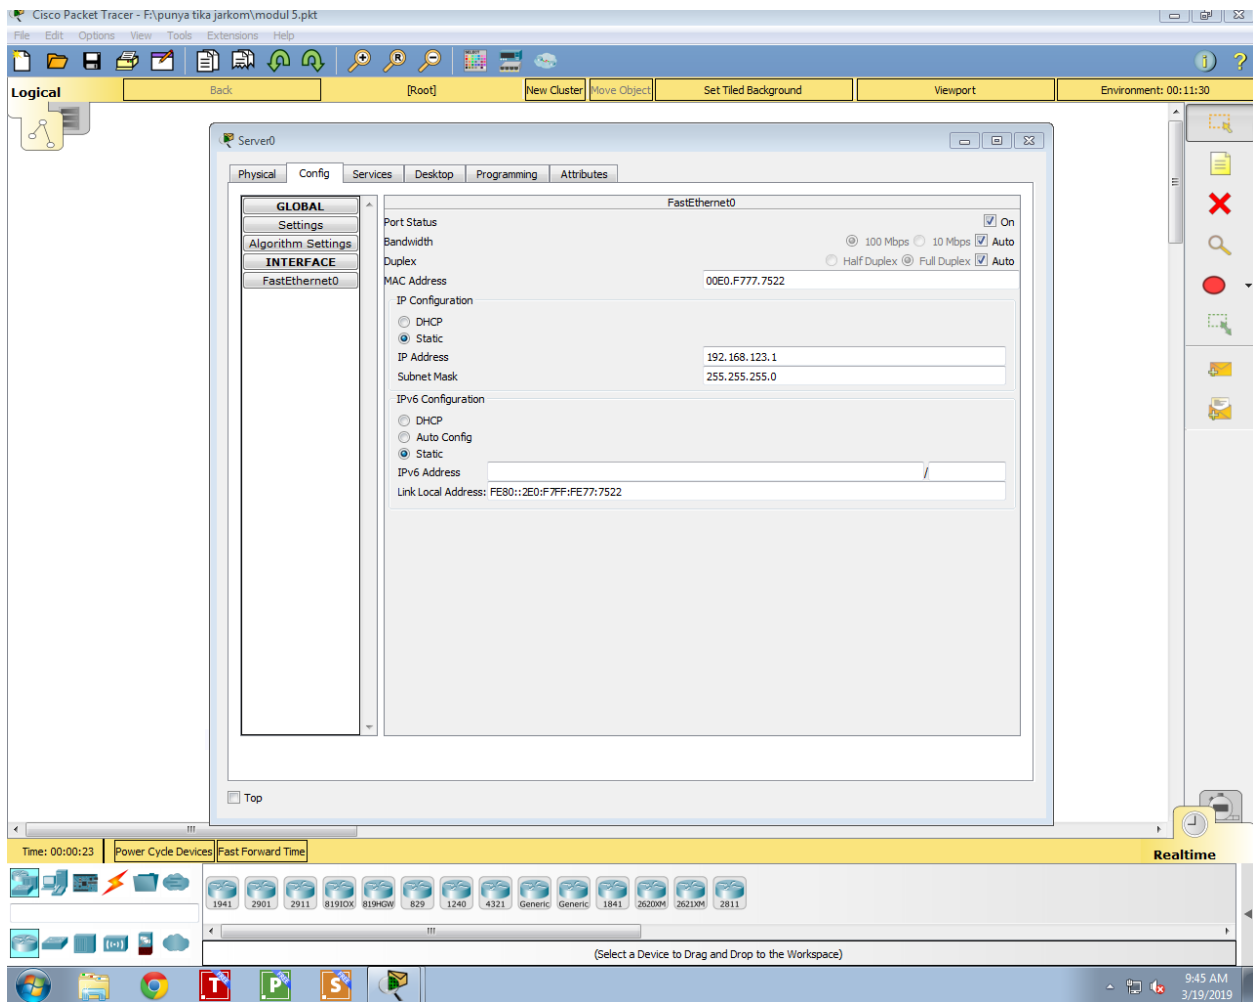 Cisco Packet Tracer - F:\punya tika jarkom\modul 5.pkt
File Edit Options View Tools Extensions Help
Logical Back [Root] New Cluster Move Object Set Tiled Background Viewport Environment: 00:11:30
Server0
Physical Config Services Desktop Programming Attributes
GLOBAL
Settings
Algorithm Settings
INTERFACE
FastEthernet0
FastEthernet0
Port Status On
Bandwidth 100 Mbps 10 Mbps Auto
Duplex Half Duplex Full Duplex Auto
MAC Address 00E0.F777.7522
IP Configuration
DHCP
Static
IP Address 192.168.123.1
Subnet Mask 255.255.255.0
IPv6 Configuration
DHCP
Auto Config
Static
IPv6 Address /
Link Local Address: FE80::2E0:F7FF:FE77:7522
Top
Time: 00:00:23 Power Cycle Devices Fast Forward Time Realtime
1941 2901 2911 819IOX 819HGW 829 1240 4321 Generic Generic 1841 2620XM 2621XM 2811
(Select a Device to Drag and Drop to the Workspace)
T P S
9:45 AM
3/19/2019